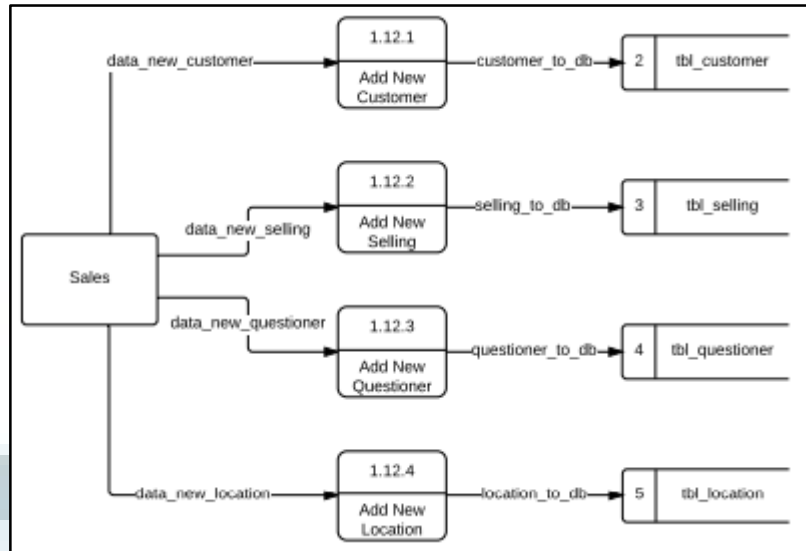 1.12.1
data_new_customer
Add New
Customer
customer_to_db
2
tbl_customer
1.12.2
data_new_selling
Add New
Selling
selling_to_db
3
tbl_selling
Sales
1.12.3
data_new_questioner
Add New
Questioner
questioner_to_db
4
tbl_questioner
1.12.4
data_new_location
Add New
Location
location_to_db
5
tbl_location